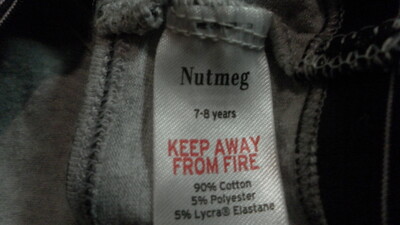 Nutmeg
7-8 years
KEEP AWAY
FROM FIRE
90% Cotton
5% Polyester
5% Lycra® Elastane